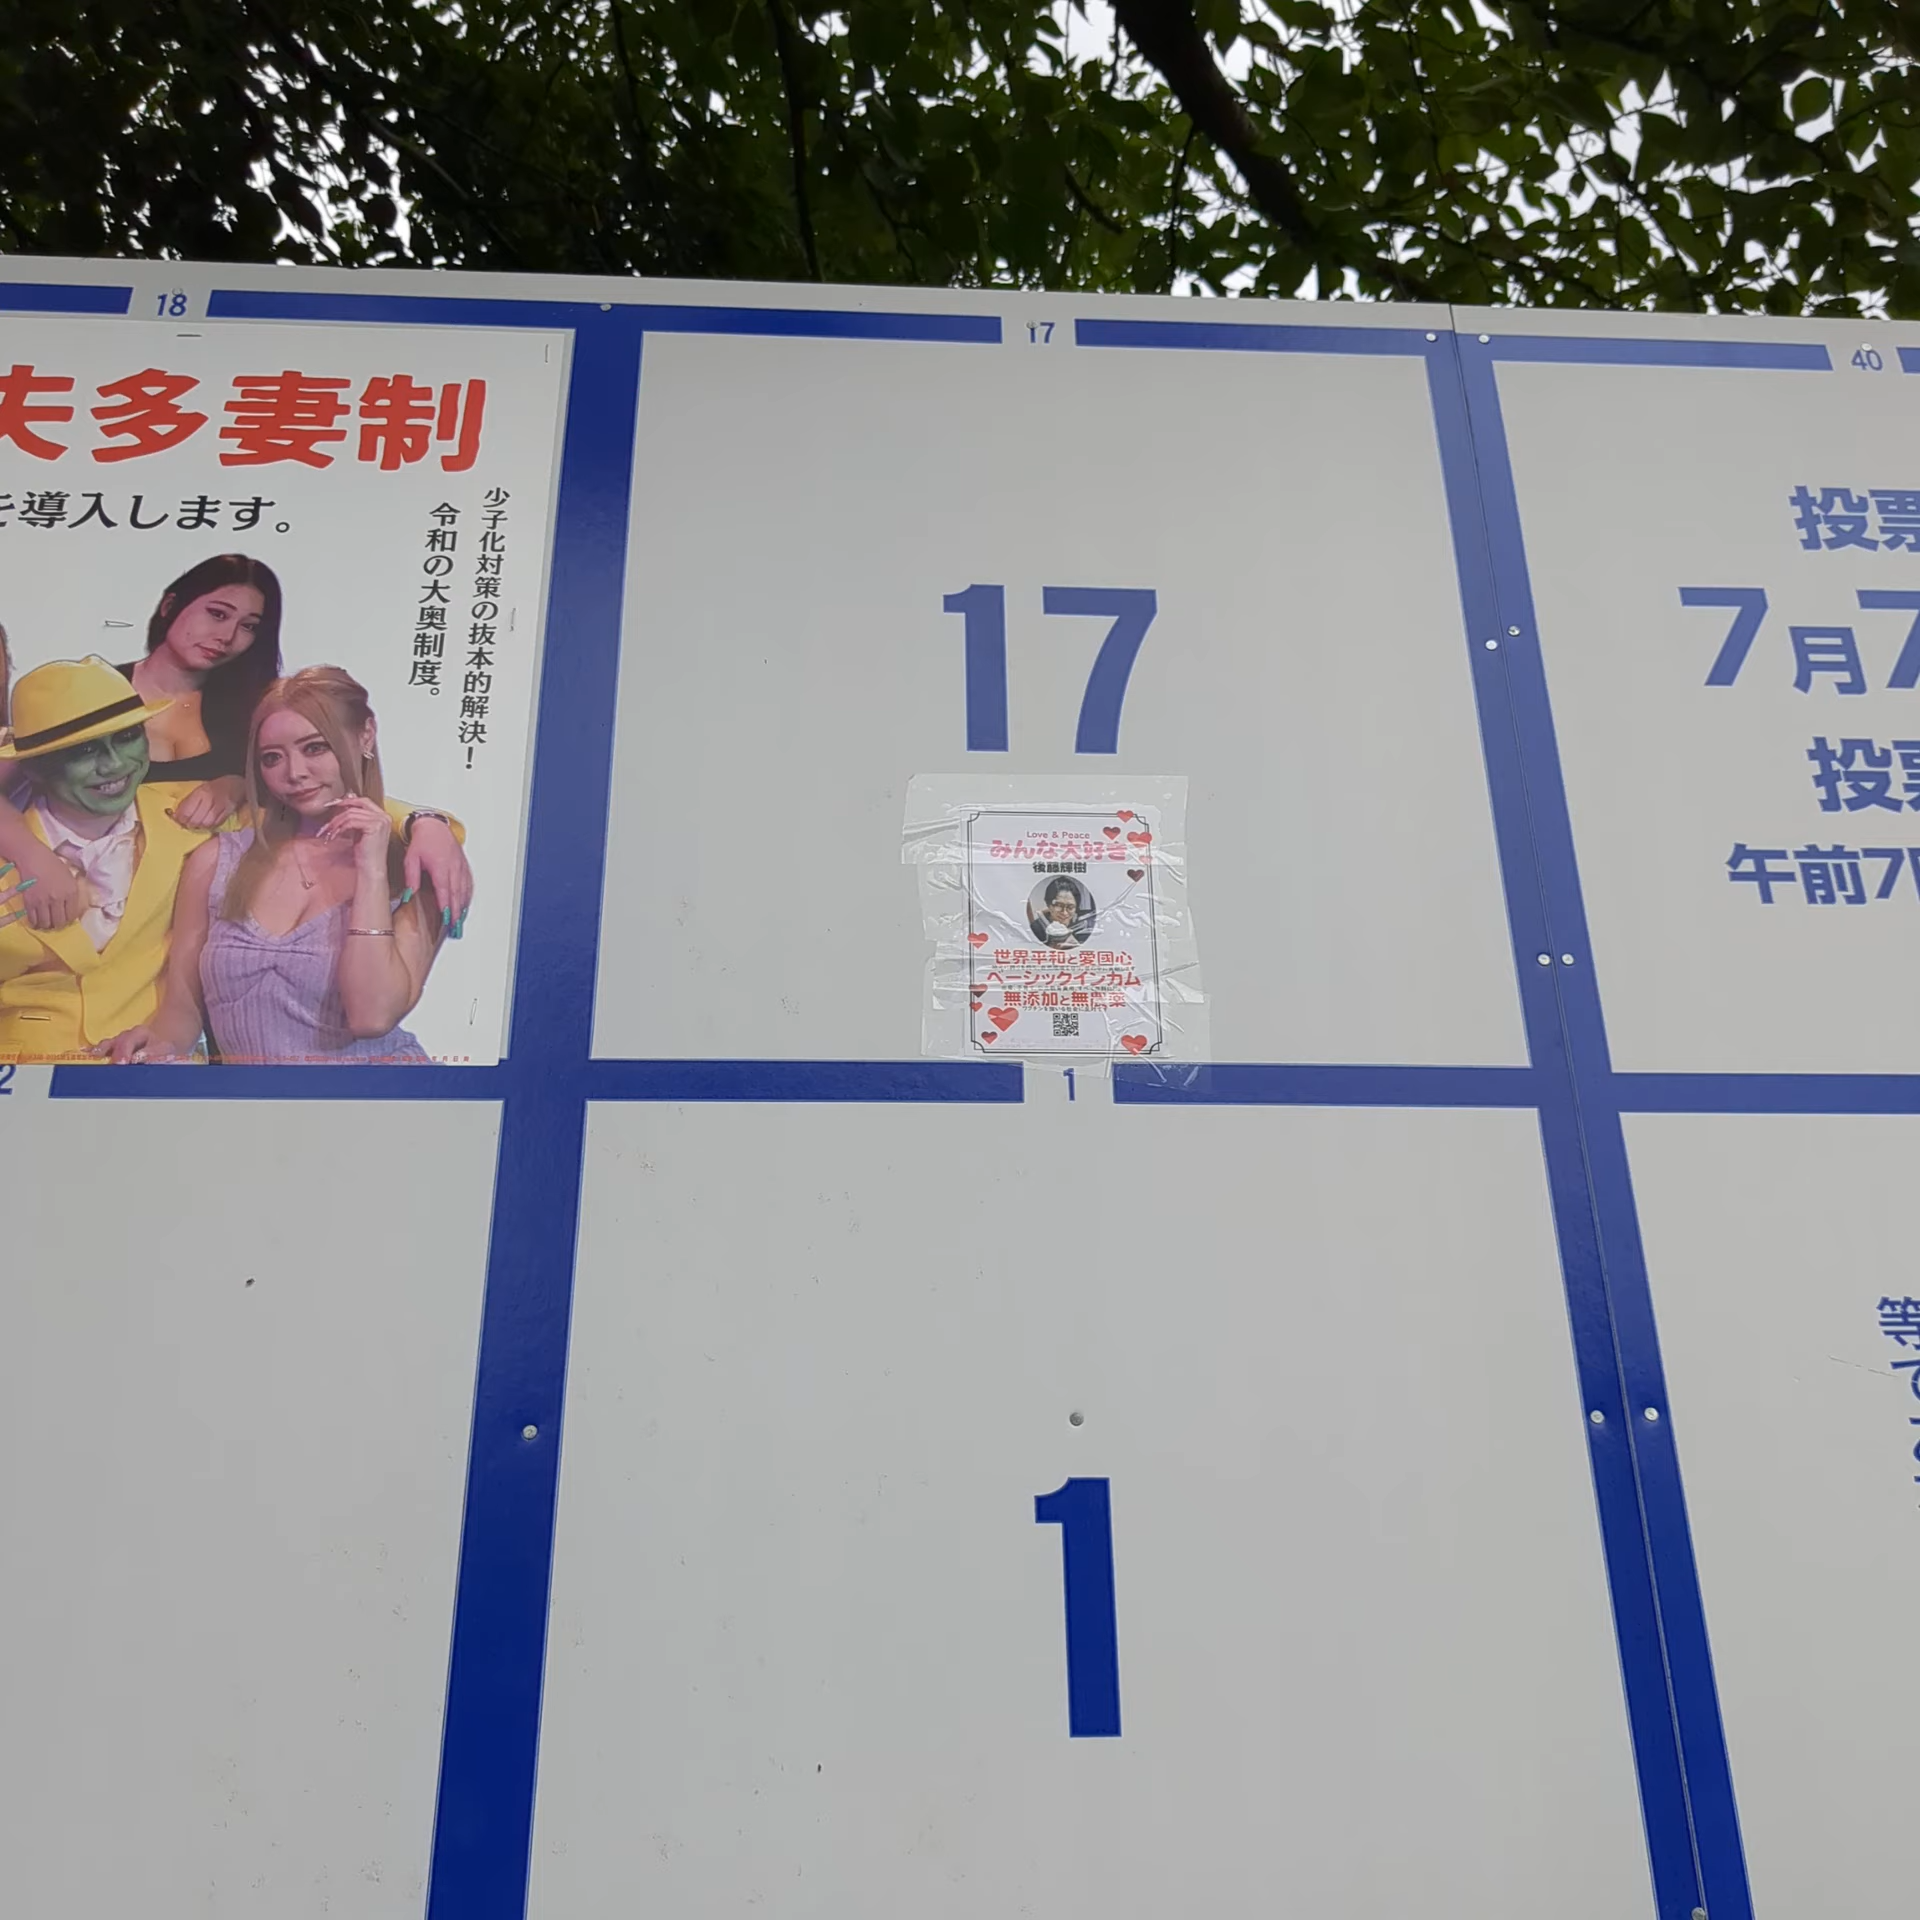 18
夫多妻制
を導入します。
少子化対策の抜本的解決！
令和の大奥制度。
17
17
Love & Peace
みんな大好き
後藤輝樹
世界平和と愛国心
ベーシックインカム
無添加と無農薬
40
投票
7月7
投票
午前7時
2
1
1
等